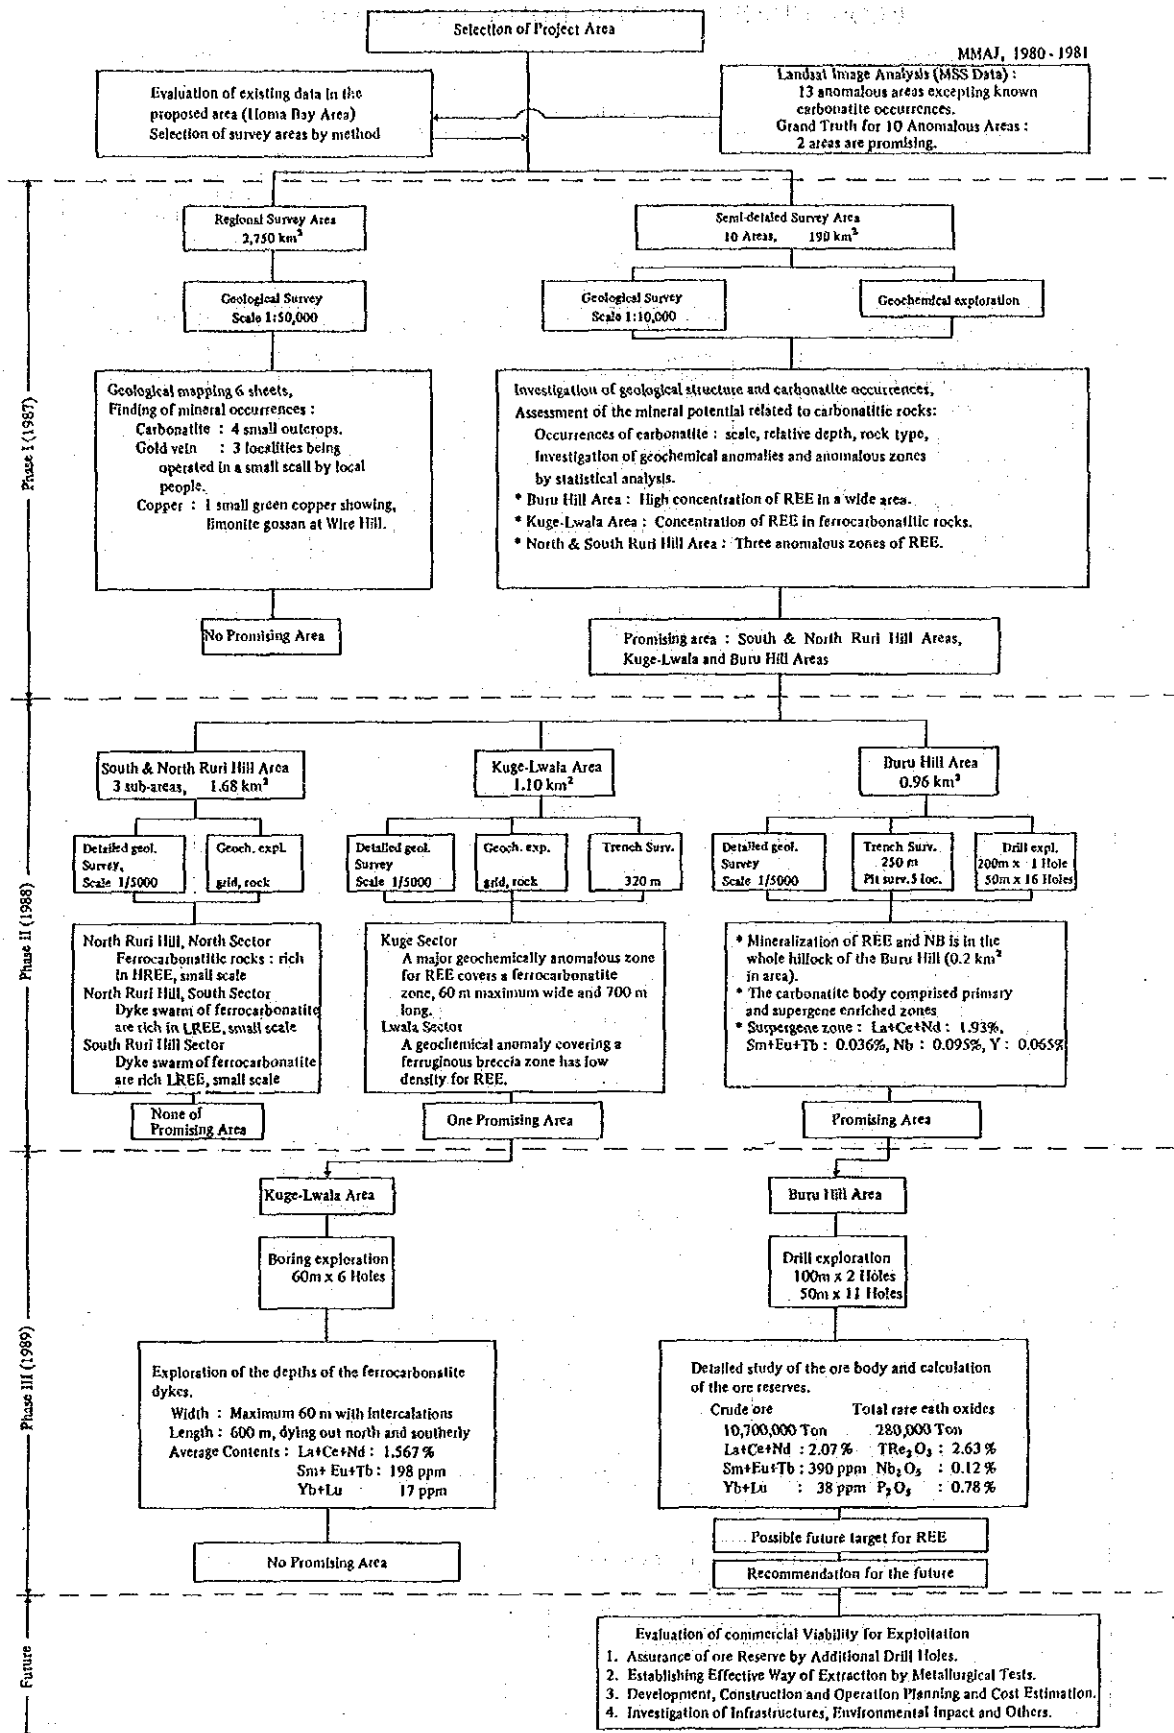 Selection of Project Area
MMAJ, 1980 - 1981
Evaluation of existing data in the
proposed area (Homa Bay Area)
Selection of survey areas by method
Landsat Image Analysis (MSS Data) :
13 anomalous areas excepting known
carbonatite occurrences.
Grand Truth for 10 Anomalous Areas :
2 areas are promising.
Phase I (1987)
Regional Survey Area
2,750 km²
Semi-detailed Survey Area
10 Areas, 190 km²
Geological Survey
Scale 1:50,000
Geological Survey
Scale 1:10,000
Geochemical exploration
Geological mapping 6 sheets,
Finding of mineral occurrences :
Carbonatite : 4 small outcrops.
Gold vein : 3 localities being
operated in a small scall by local
people.
Copper : 1 small green copper showing,
limonite gossan at Wire Hill.
Investigation of geological structure and carbonatite occurrences,
Assessment of the mineral potential related to carbonatitic rocks:
Occurrences of carbonatite : scale, relative depth, rock type,
Investigation of geochemical anomalies and anomalous zones
by statistical analysis.
* Buru Hill Area : High concentration of REE in a wide area.
* Kuge-Lwala Area : Concentration of REE in ferrocarbonatitic rocks.
* North & South Ruri Hill Area : Three anomalous zones of REE.
No Promising Area
Promising area : South & North Ruri Hill Areas,
Kuge-Lwala and Buru Hill Areas
Phase II (1988)
South & North Ruri Hill Area
3 sub-areas, 1.68 km²
Kuge-Lwala Area
1.10 km²
Buru Hill Area
0.96 km²
Detailed geol.
Survey,
Scale 1/5000
Geoch. expl.
grid, rock
Detailed geol.
Survey
Scale 1/5000
Geoch. exp.
grid, rock
Trench Surv.
320 m
Detailed geol.
Survey
Scale 1/5000
Trench Surv.
250 m
Pit surv. 5 loc.
Drill expl.
200m x 1 Hole
50m x 16 Holes
North Ruri Hill, North Sector
Ferrocarbonatitic rocks : rich
in HREE, small scale
North Ruri Hill, South Sector
Dyke swarm of ferrocarbonatite
are rich in LREE, small scale
South Ruri Hill Sector
Dyke swarm of ferrocarbonatite
are rich LREE, small scale
Kuge Sector
A major geochemically anomalous zone
for REE covers a ferrocarbonatite
zone, 60 m maximum wide and 700 m
long.
Lwala Sector
A geochemical anomaly covering a
ferruginous breccia zone has low
density for REE.
* Mineralization of REE and NB is in the
whole hillock of the Buru Hill (0.2 km²
in area).
* The carbonatite body comprised primary
and supergene enriched zones
* Surpergene zone : La+Ce+Nd : 1.93%,
Sm+Eu+Tb : 0.036%, Nb : 0.095%, Y : 0.065%
None of
Promising Area
One Promising Area
Promising Area
Phase III (1989)
Kuge-Lwala Area
Buru Hill Area
Boring exploration
60m x 6 Holes
Drill exploration
100m x 2 Holes
50m x 11 Holes
Exploration of the depths of the ferrocarbonatite
dykes.
Width : Maximum 60 m with intercalations
Length : 600 m, dying out north and southerly
Average Contents : La+Ce+Nd : 1.567 %
Sm+ Eu+Tb : 198 ppm
Yb+Lu 17 ppm
Detailed study of the ore body and calculation
of the ore reserves.
Crude ore Total rare eath oxides
10,700,000 Ton 280,000 Ton
La+Ce+Nd : 2.07 % TRe₂O₃ : 2.63 %
Sm+Eu+Tb : 390 ppm Nb₂O₅ : 0.12 %
Yb+Lu : 38 ppm P₂O₅ : 0.78 %
No Promising Area
Possible future target for REE
Recommendation for the future
Future
Evaluation of commercial Viability for Exploitation
1. Assurance of ore Reserve by Additional Drill Holes.
2. Establishing Effective Way of Extraction by Metallurgical Tests.
3. Development, Construction and Operation Planning and Cost Estimation.
4. Investigation of Infrastructures, Environmental Impact and Others.